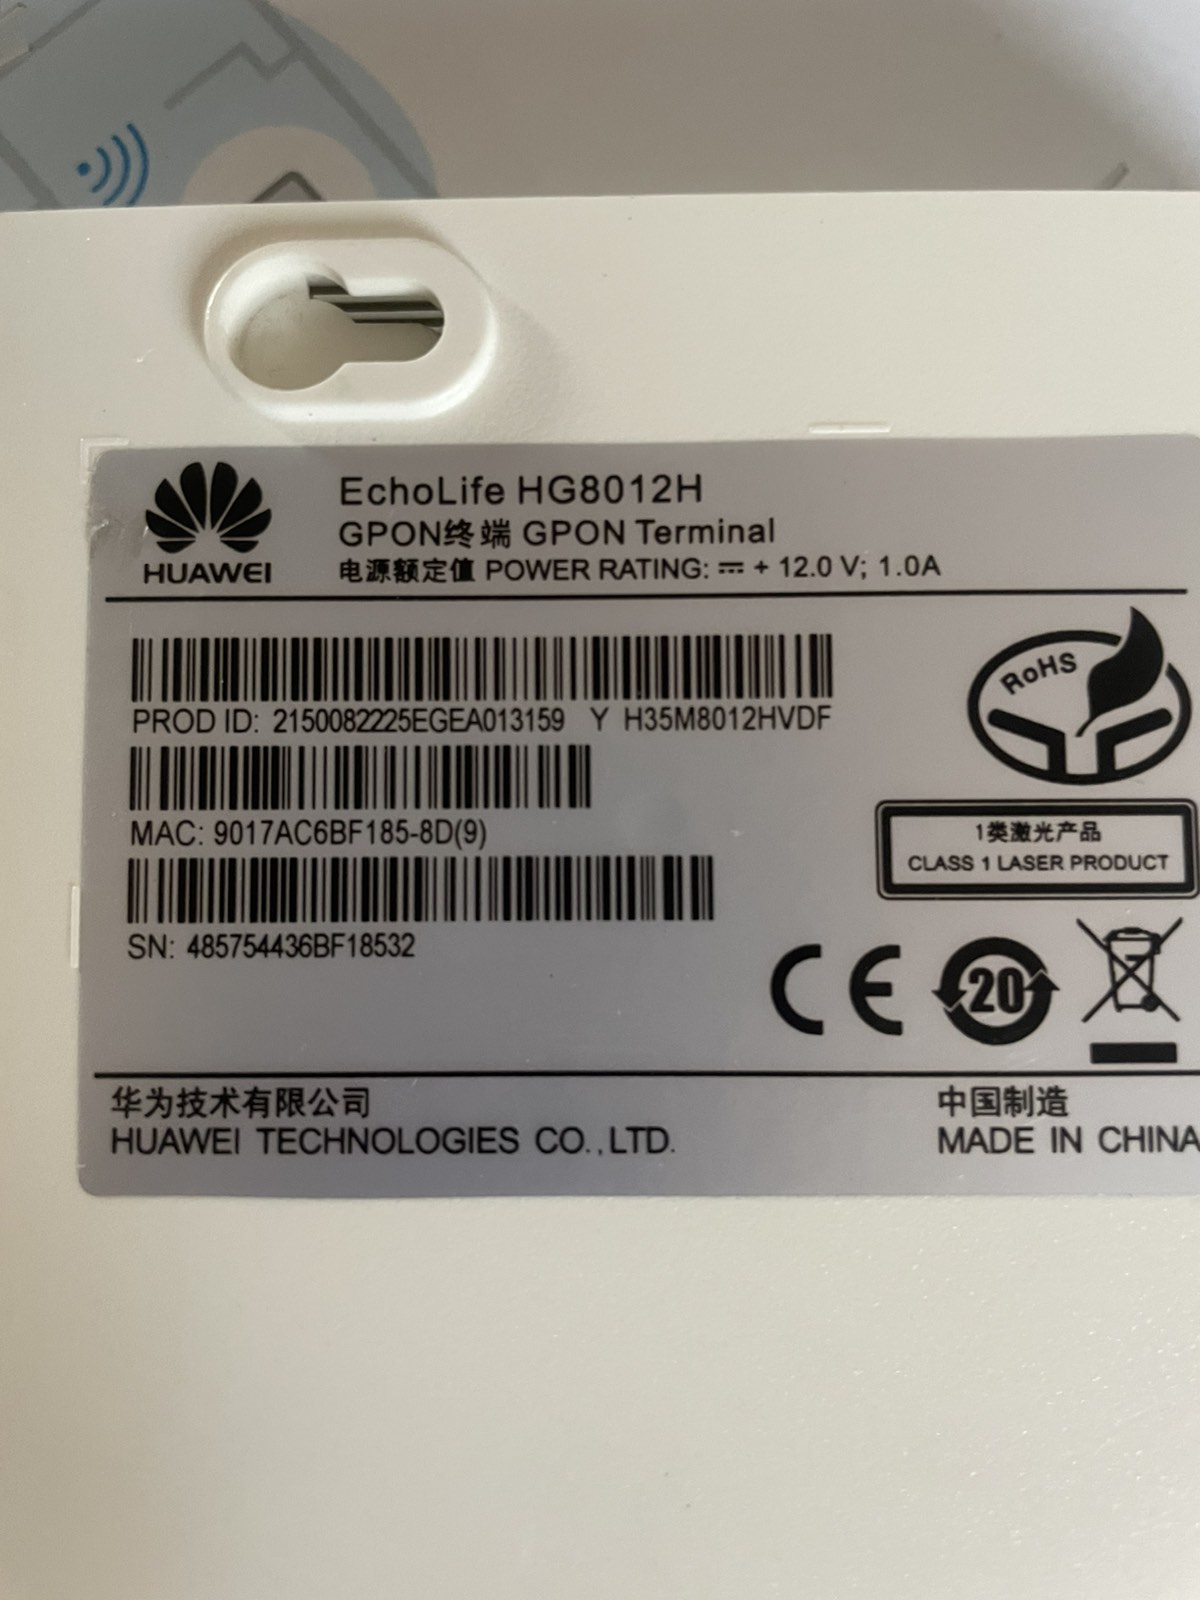 HUAWEI
EchoLife HG8012H
GPON终端 GPON Terminal
电源额定值 POWER RATING: ⎓ + 12.0 V; 1.0A
PROD ID: 2150082225EGEA013159 Y H35M8012HVDF
MAC: 9017AC6BF185-8D(9)
SN: 485754436BF18532
RoHS
1类激光产品
CLASS 1 LASER PRODUCT
CE
20
华为技术有限公司
HUAWEI TECHNOLOGIES CO.,LTD.
中国制造
MADE IN CHINA